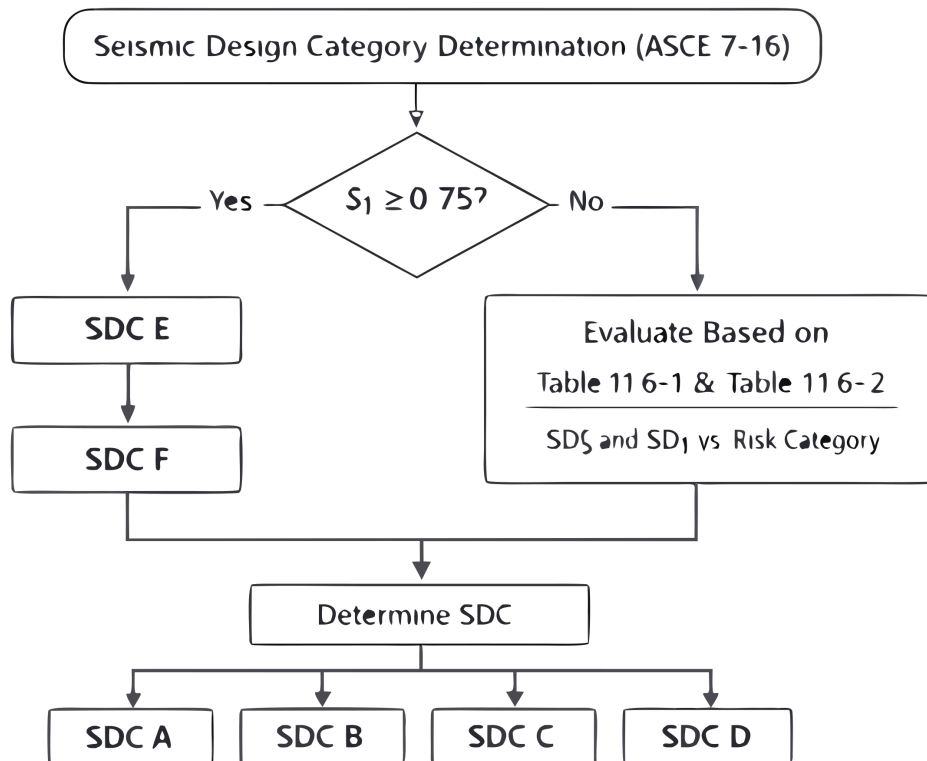 Seismic Design Category Determination (ASCE 7-16)
S₁ ≥ 0 75?
Yes
No
SDC E
SDC F
Evaluate Based on
Table 11 6-1 & Table 11 6-2
SDS and SD₁ vs Risk Category
Determine SDC
SDC A
SDC B
SDC C
SDC D